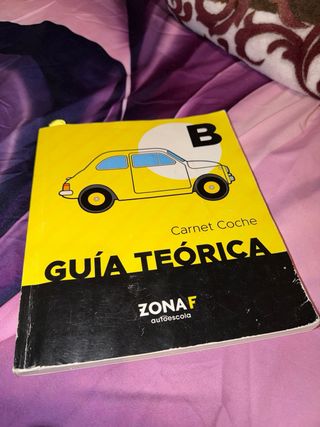 B
Carnet Coche
GUÍA TEÓRICA
ZONA F
autoescola